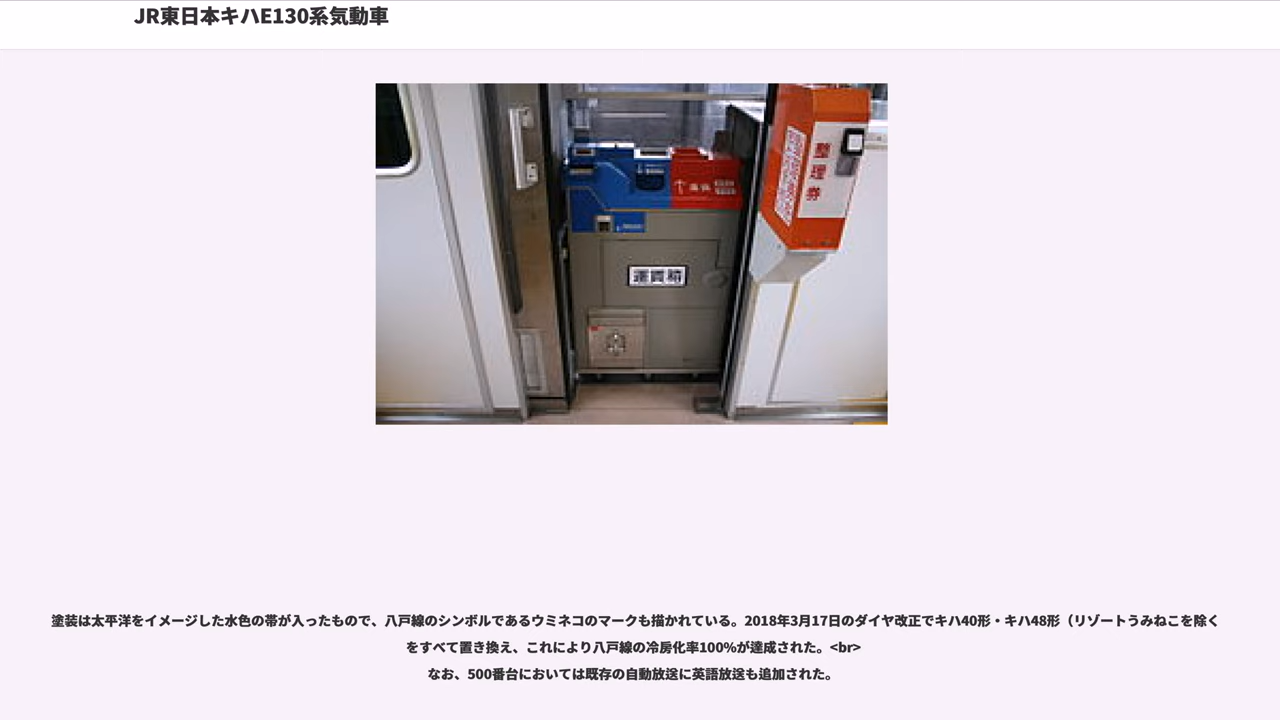 JR東日本キハE130系気動車
整理券
運賃箱
塗装は太平洋をイメージした水色の帯が入ったもので、八戸線のシンボルであるウミネコのマークも描かれている。2018年3月17日のダイヤ改正でキハ40形・キハ48形（リゾートうみねこを除く
をすべて置き換え、これにより八戸線の冷房化率100%が達成された。<br>
なお、500番台においては既存の自動放送に英語放送も追加された。